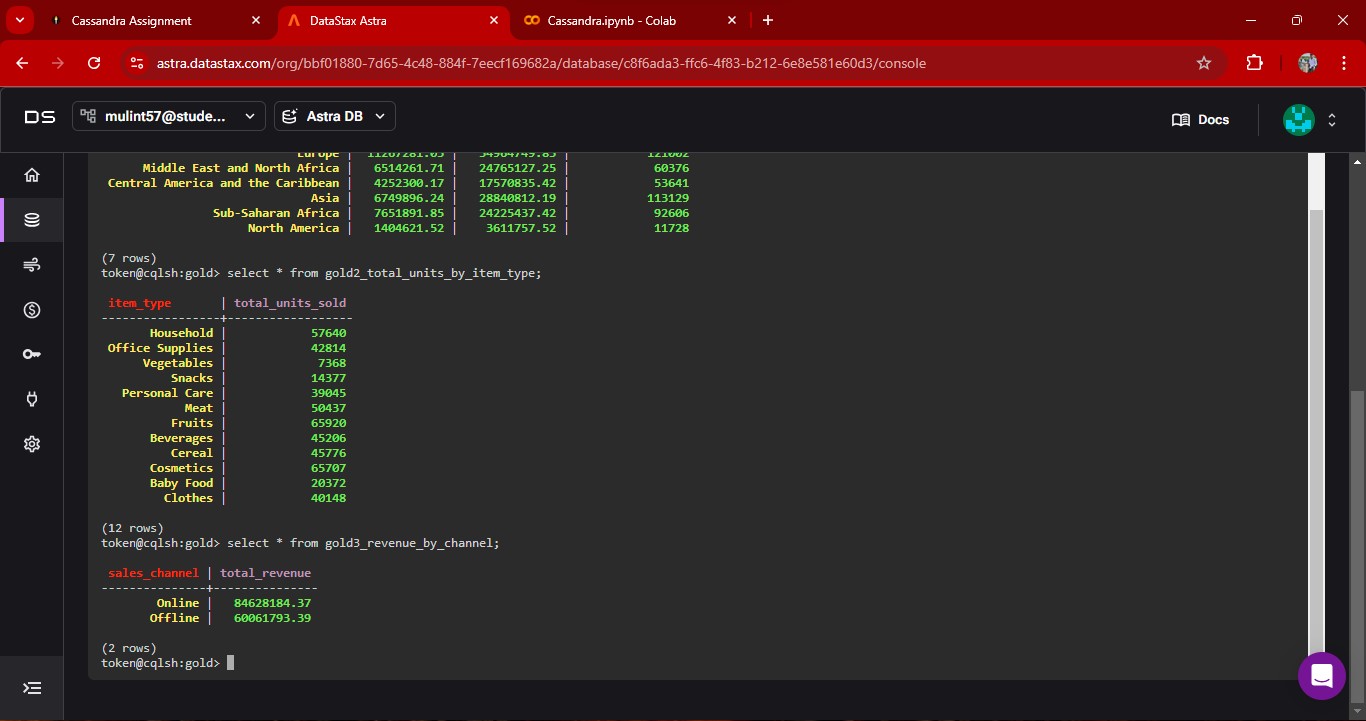 Cassandra Assignment
DataStax Astra
Cassandra.ipynb - Colab
astra.datastax.com/org/bbf01880-7d65-4c48-884f-7eecf169682a/database/c8f6ada3-ffc6-4f83-b212-6e8e581e60d3/console
DS mulint57@stude... Astra DB Docs
Europe | 11267281.05 | 34964749.85 | 121002
Middle East and North Africa | 6514261.71 | 24765127.25 | 60376
Central America and the Caribbean | 4252300.17 | 17570835.42 | 53641
Asia | 6749896.24 | 28840812.19 | 113129
Sub-Saharan Africa | 7651891.85 | 24225437.42 | 92606
North America | 1404621.52 | 3611757.52 | 11728
(7 rows)
token@cqlsh:gold> select * from gold2_total_units_by_item_type;
item_type | total_units_sold
-----------------+------------------
Household | 57640
Office Supplies | 42814
Vegetables | 7368
Snacks | 14377
Personal Care | 39045
Meat | 50437
Fruits | 65920
Beverages | 45206
Cereal | 45776
Cosmetics | 65707
Baby Food | 20372
Clothes | 40148
(12 rows)
token@cqlsh:gold> select * from gold3_revenue_by_channel;
sales_channel | total_revenue
---------------+---------------
Online | 84628184.37
Offline | 60061793.39
(2 rows)
token@cqlsh:gold>